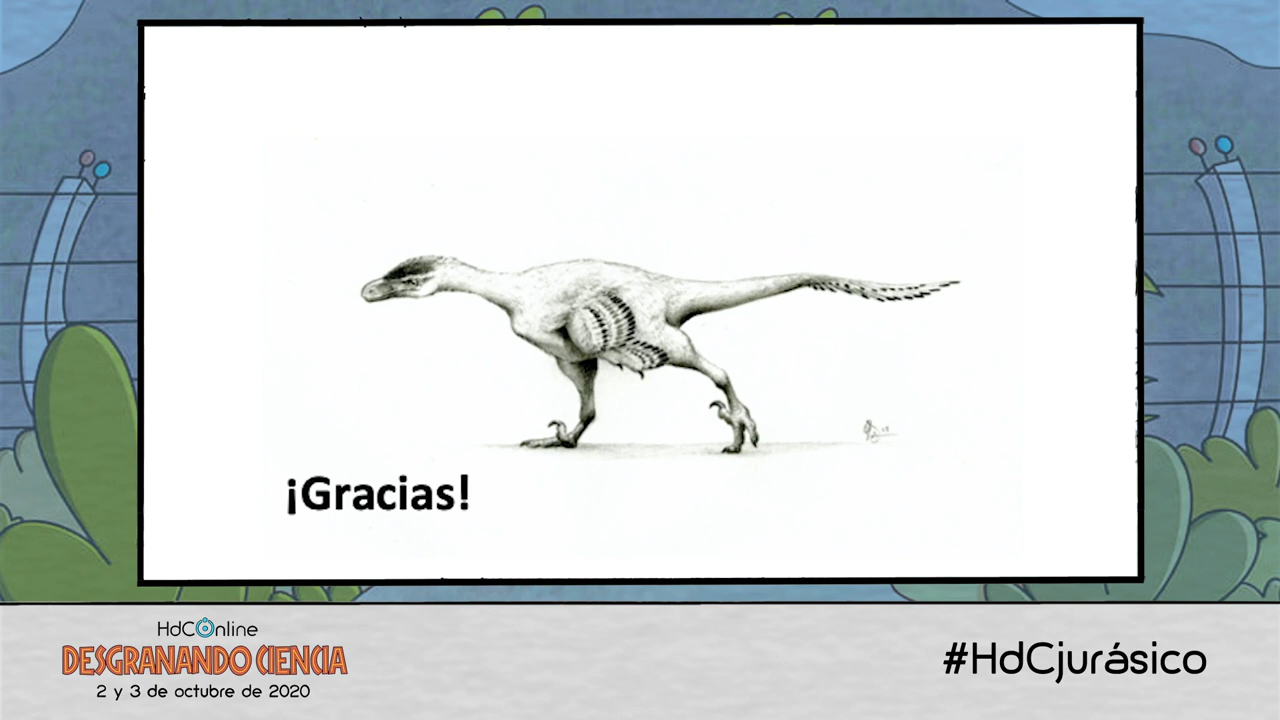 ¡Gracias!
HdCOnline
DESGRANANDO CIENCIA
2 y 3 de octubre de 2020
#HdCjurásico